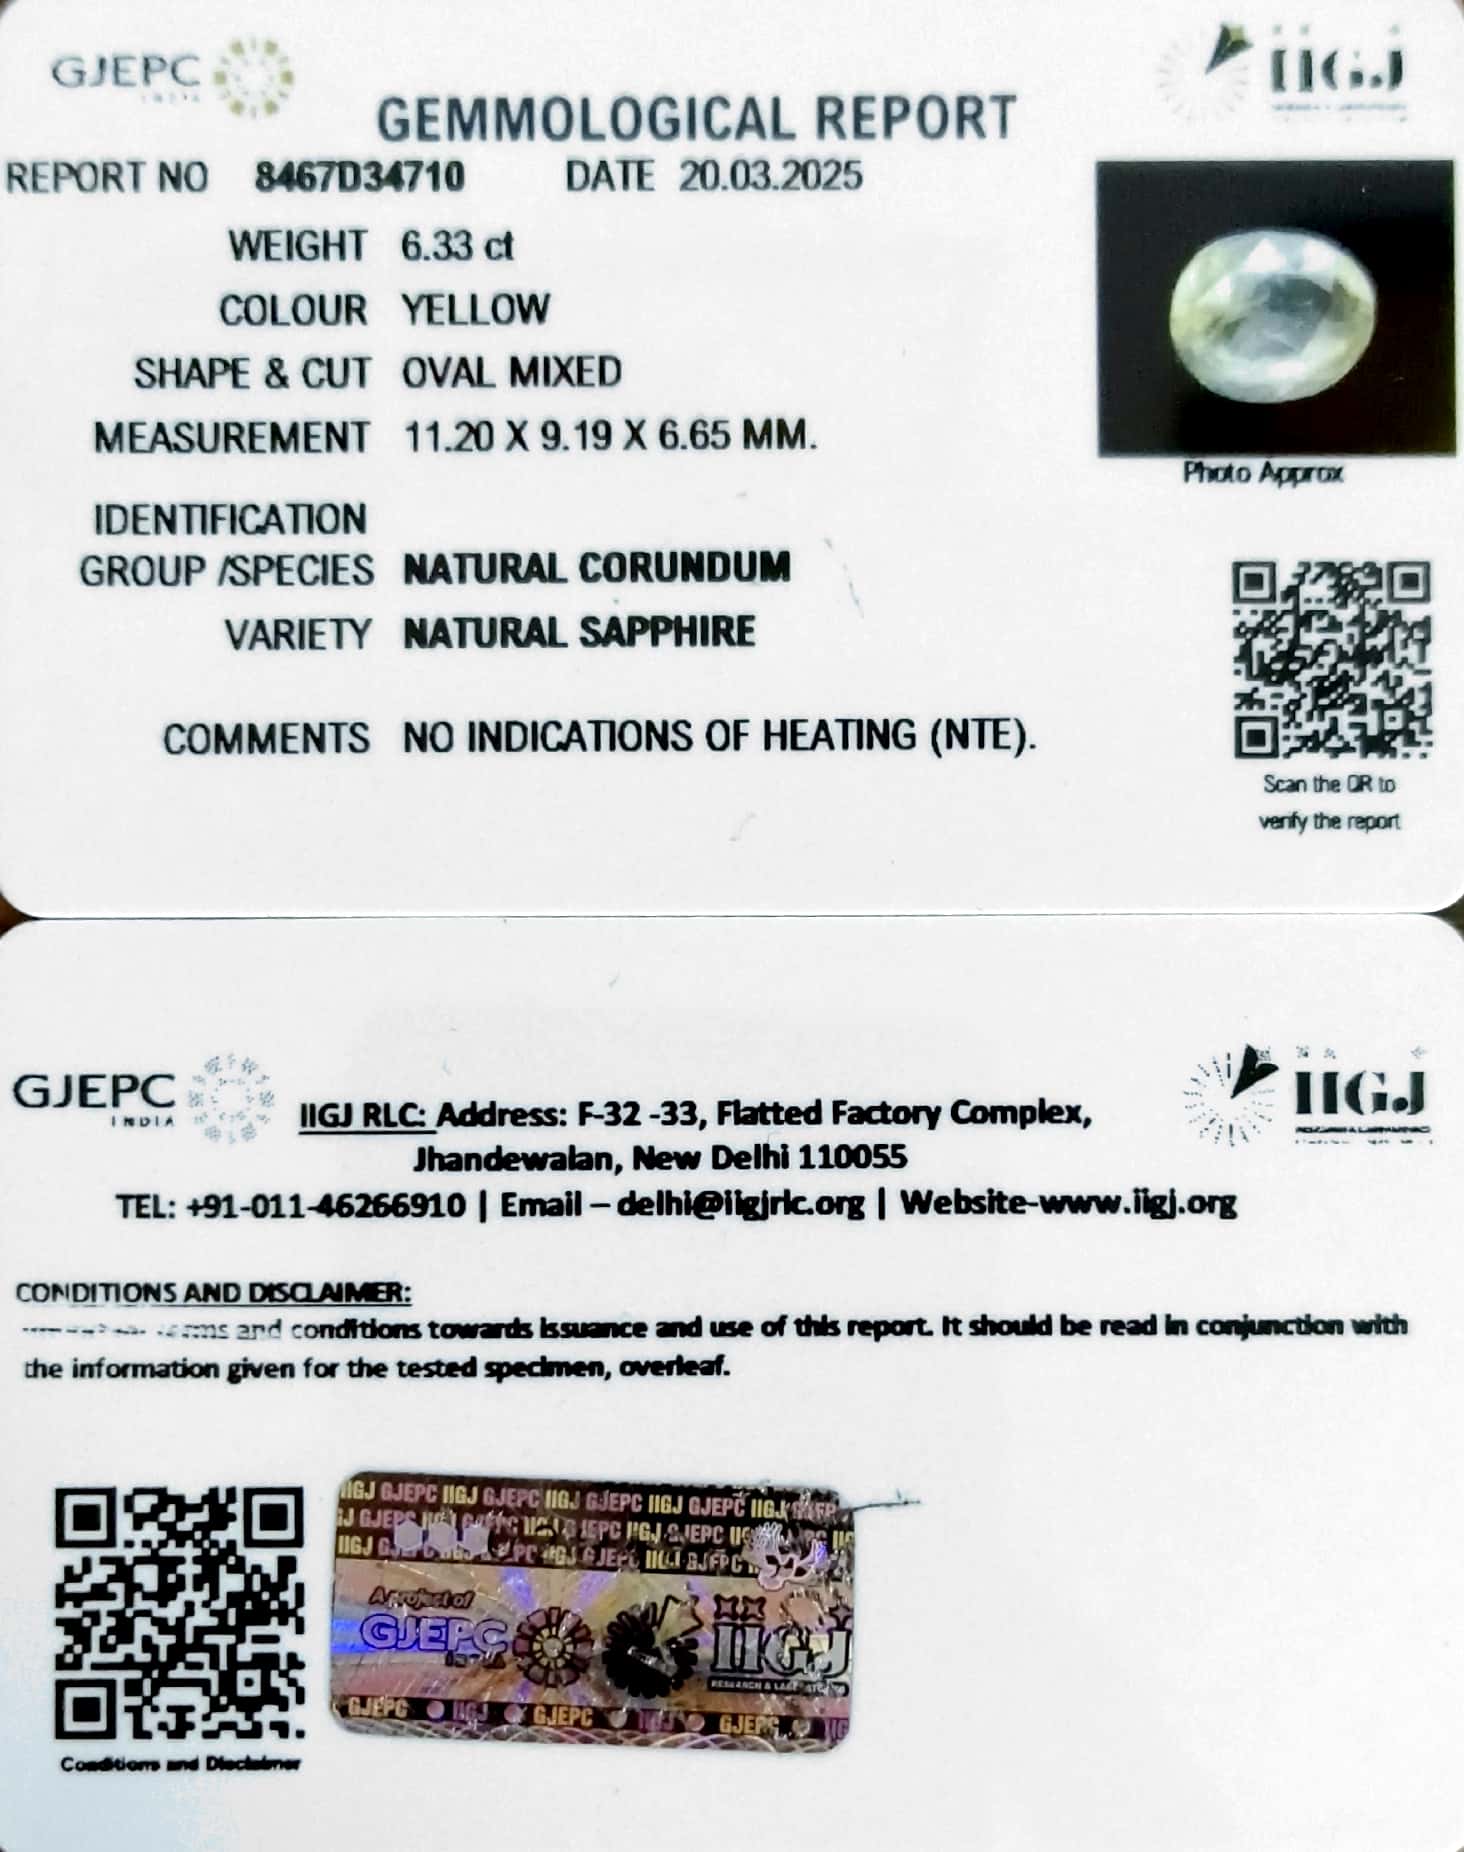 GJEPC
INDIA
IIGJ
GEMMOLOGICAL REPORT
REPORT NO 8467D34710 DATE 20.03.2025
WEIGHT 6.33 ct
COLOUR YELLOW
SHAPE & CUT OVAL MIXED
MEASUREMENT 11.20 X 9.19 X 6.65 MM.
Photo Approx
IDENTIFICATION
GROUP /SPECIES NATURAL CORUNDUM
VARIETY NATURAL SAPPHIRE
COMMENTS NO INDICATIONS OF HEATING (NTE).
Scan the QR to
verify the report
GJEPC
INDIA
IIGJ
IIGJ RLC: Address: F-32 -33, Flatted Factory Complex,
Jhandewalan, New Delhi 110055
TEL: +91-011-46266910 | Email – delhi@iigjrlc.org | Website-www.iigj.org
CONDITIONS AND DISCLAIMER:
and conditions towards issuance and use of this report. It should be read in conjunction with
the information given for the tested specimen, overleaf.
Conditions and Disclaimer
IIGJ GJEPC IIGJ GJEPC IIGJ GJEPC IIGJ GJEPC IIGJ
A project of
GJEPC
INDIA
IIGJ
GJEPC IIGJ GJEPC IIGJ GJEPC